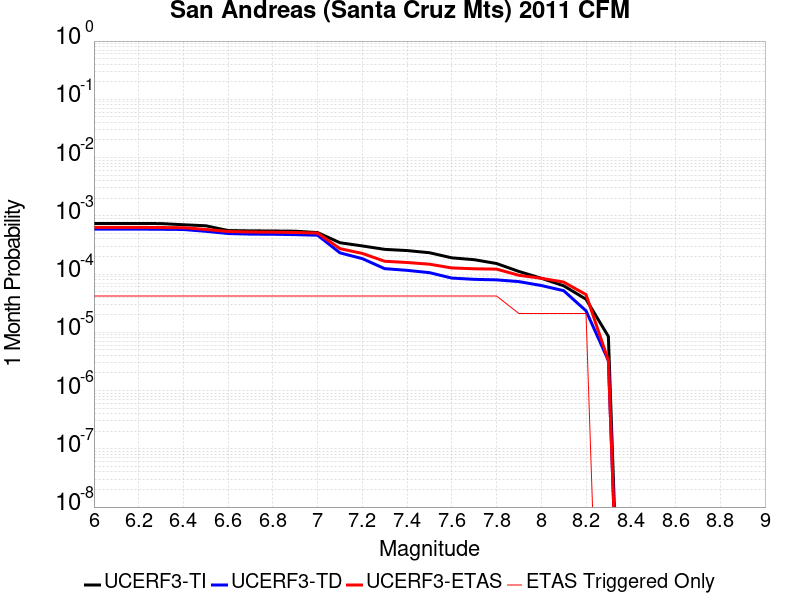 San Andreas (Santa Cruz Mts) 2011 CFM
1 Month Probability
10 0
10 -1
10 -2
10 -3
10 -4
10 -5
10 -6
10 -7
10 -8
6 6.2 6.4 6.6 6.8 7 7.2 7.4 7.6 7.8 8 8.2 8.4 8.6 8.8 9
Magnitude
UCERF3-TI UCERF3-TD UCERF3-ETAS ETAS Triggered Only